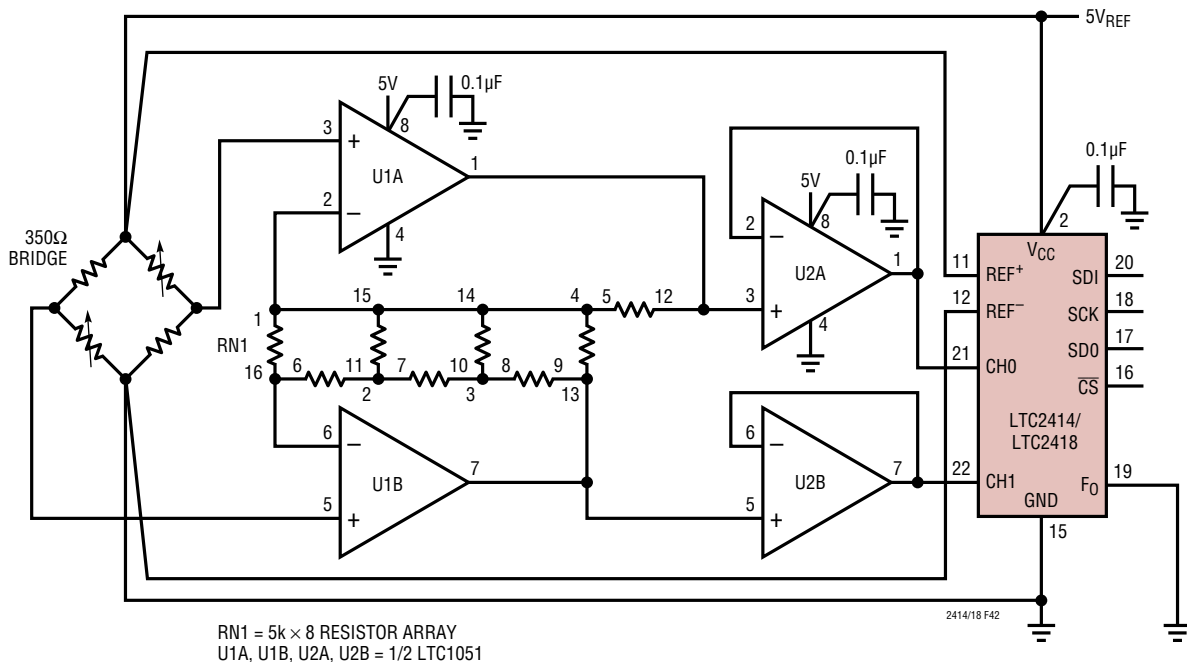 5VREF
5V
0.1µF
8
3
+
U1A
1
2
−
4
350Ω
BRIDGE
5V
0.1µF
8
2
−
U2A
1
3
+
4
0.1µF
2
VCC
11
REF+
12
REF−
21
CH0
22
CH1
SDI
20
SCK
18
SD0
17
CS
16
LTC2414/
LTC2418
FO
19
GND
15
15
14
4
5
12
1
RN1
16
6
11
7
10
8
9
2
3
13
6
−
U1B
7
5
+
6
−
U2B
7
5
+
2414/18 F42
RN1 = 5k × 8 RESISTOR ARRAY
U1A, U1B, U2A, U2B = 1/2 LTC1051